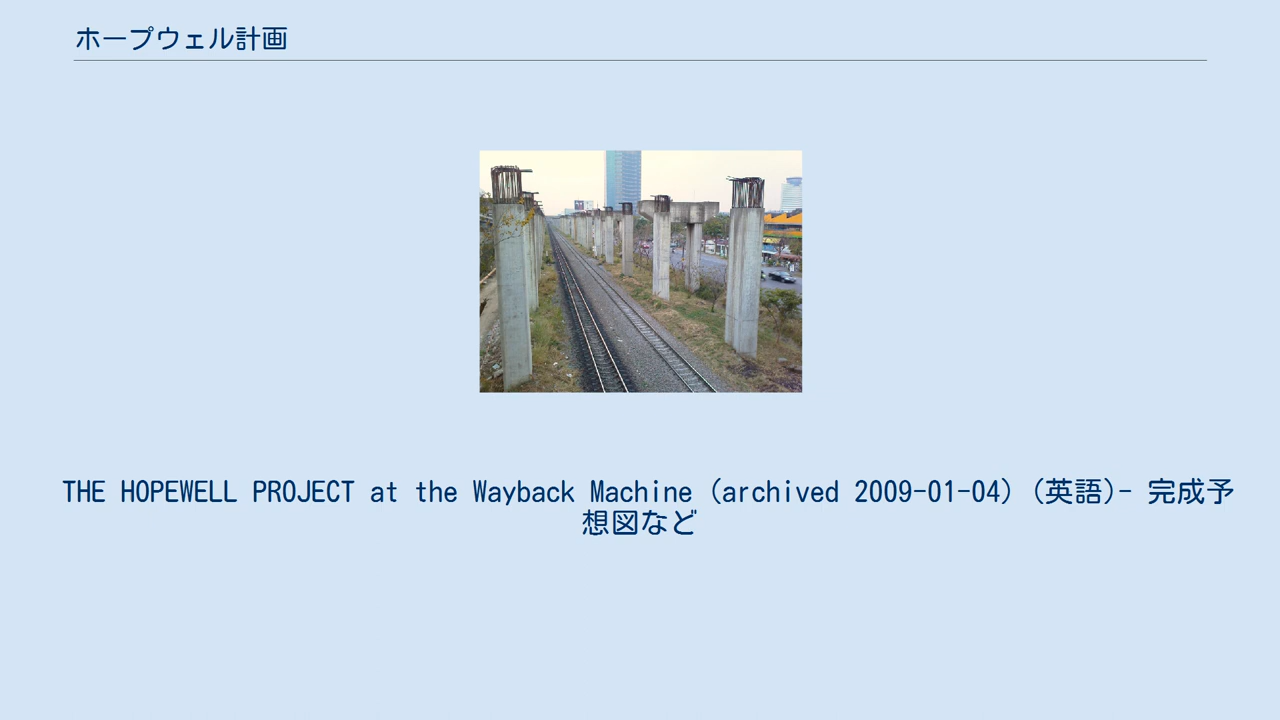 ホープウェル計画
THE HOPEWELL PROJECT at the Wayback Machine (archived 2009-01-04) (英語)- 完成予
想図など